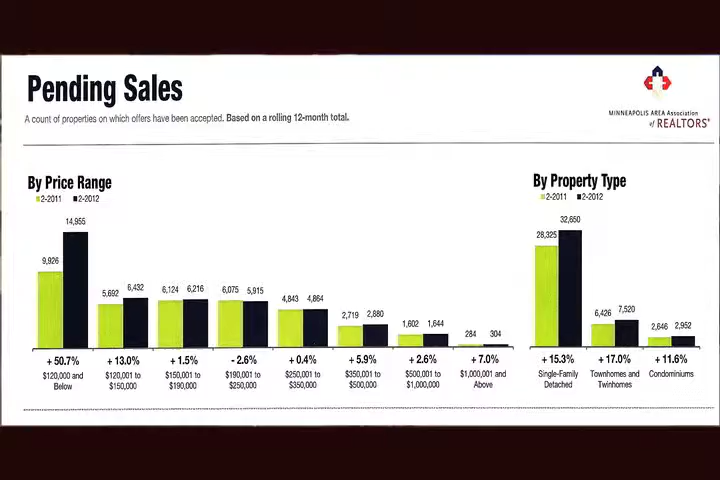 Pending Sales
A count of properties on which offers have been accepted. Based on a rolling 12-month total.
MINNEAPOLIS AREA Association
of REALTORS®
By Price Range
2-2011 2-2012
9,926 14,955
5,692 6,432
6,124 6,216
6,075 5,915
4,843 4,864
2,719 2,880
1,602 1,644
284 304
+ 50.7% + 13.0% + 1.5% - 2.6% + 0.4% + 5.9% + 2.6% + 7.0%
$120,000 and $120,001 to $150,001 to $190,001 to $250,001 to $350,001 to $500,001 to $1,000,001 and
Below $150,000 $190,000 $250,000 $350,000 $500,000 $1,000,000 Above
By Property Type
2-2011 2-2012
28,325 32,650
6,426 7,520
2,646 2,952
+ 15.3% + 17.0% + 11.6%
Single-Family Townhomes and Condominiums
Detached Twinhomes